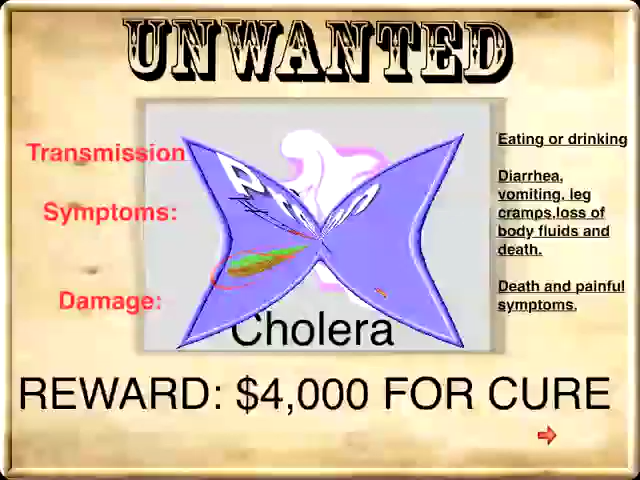 UNWANTED
Transmission
Eating or drinking
Symptoms:
Diarrhea,
vomiting, leg
cramps,loss of
body fluids and
death.
Damage:
Death and painful
symptoms.
Cholera
REWARD: $4,000 FOR CURE